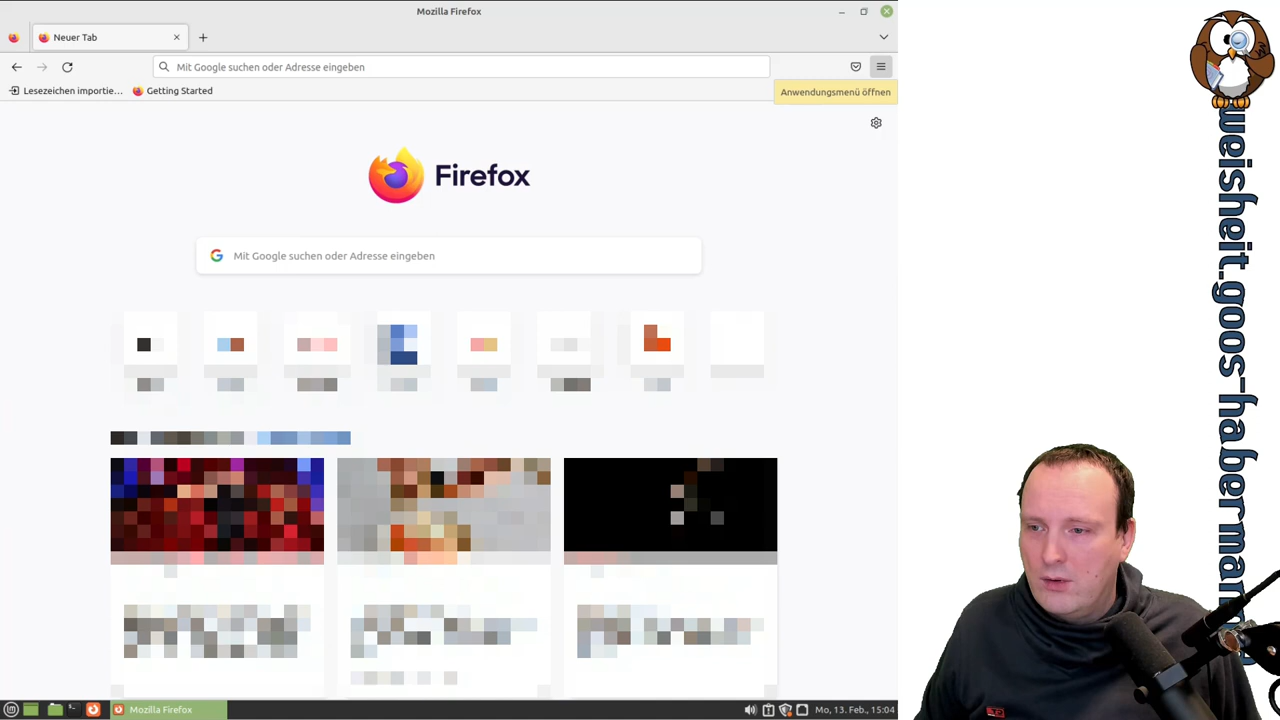 Mozilla Firefox
Neuer Tab
Mit Google suchen oder Adresse eingeben
Lesezeichen importie…
Getting Started
Anwendungsmenü öffnen
Firefox
Mit Google suchen oder Adresse eingeben
Mozilla Firefox
Mo, 13. Feb., 15:04
weisheit.goos-habermann